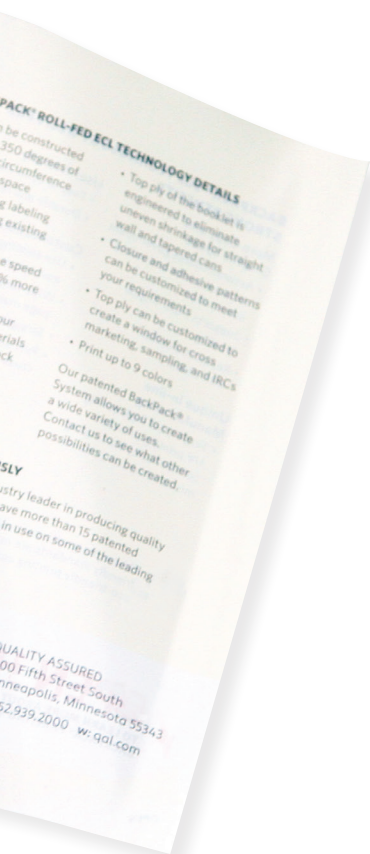 PACK® ROLL-FED ECL TECHNOLOGY DETAILS
be constructed
350 degrees of
circumference
space
labeling
existing
speed
% more
our
• Top ply of the booklet is
engineered to eliminate
uneven shrinkage for straight
wall and tapered cans
• Closure and adhesive patterns
can be customized to meet
your requirements
• Top ply can be customized to
create a window for cross
marketing, sampling, and IRCs
• Print up to 9 colors
Our patented BackPack®
System allows you to create
a wide variety of uses.
Contact us to see what other
possibilities can be created.
SLY
ustry leader in producing quality
ave more than 15 patented
in use on some of the leading
QUALITY ASSURED
00 Fifth Street South
nneapolis, Minnesota 55343
52.939.2000 w: qal.com